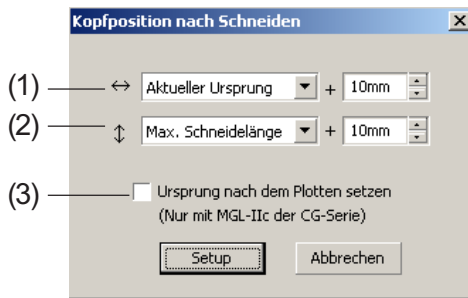 Kopfposition nach Schneiden
(1) Aktueller Ursprung + 10mm
(2) Max. Schneidelänge + 10mm
(3) Ursprung nach dem Plotten setzen
(Nur mit MGL-IIc der CG-Serie)
Setup Abbrechen